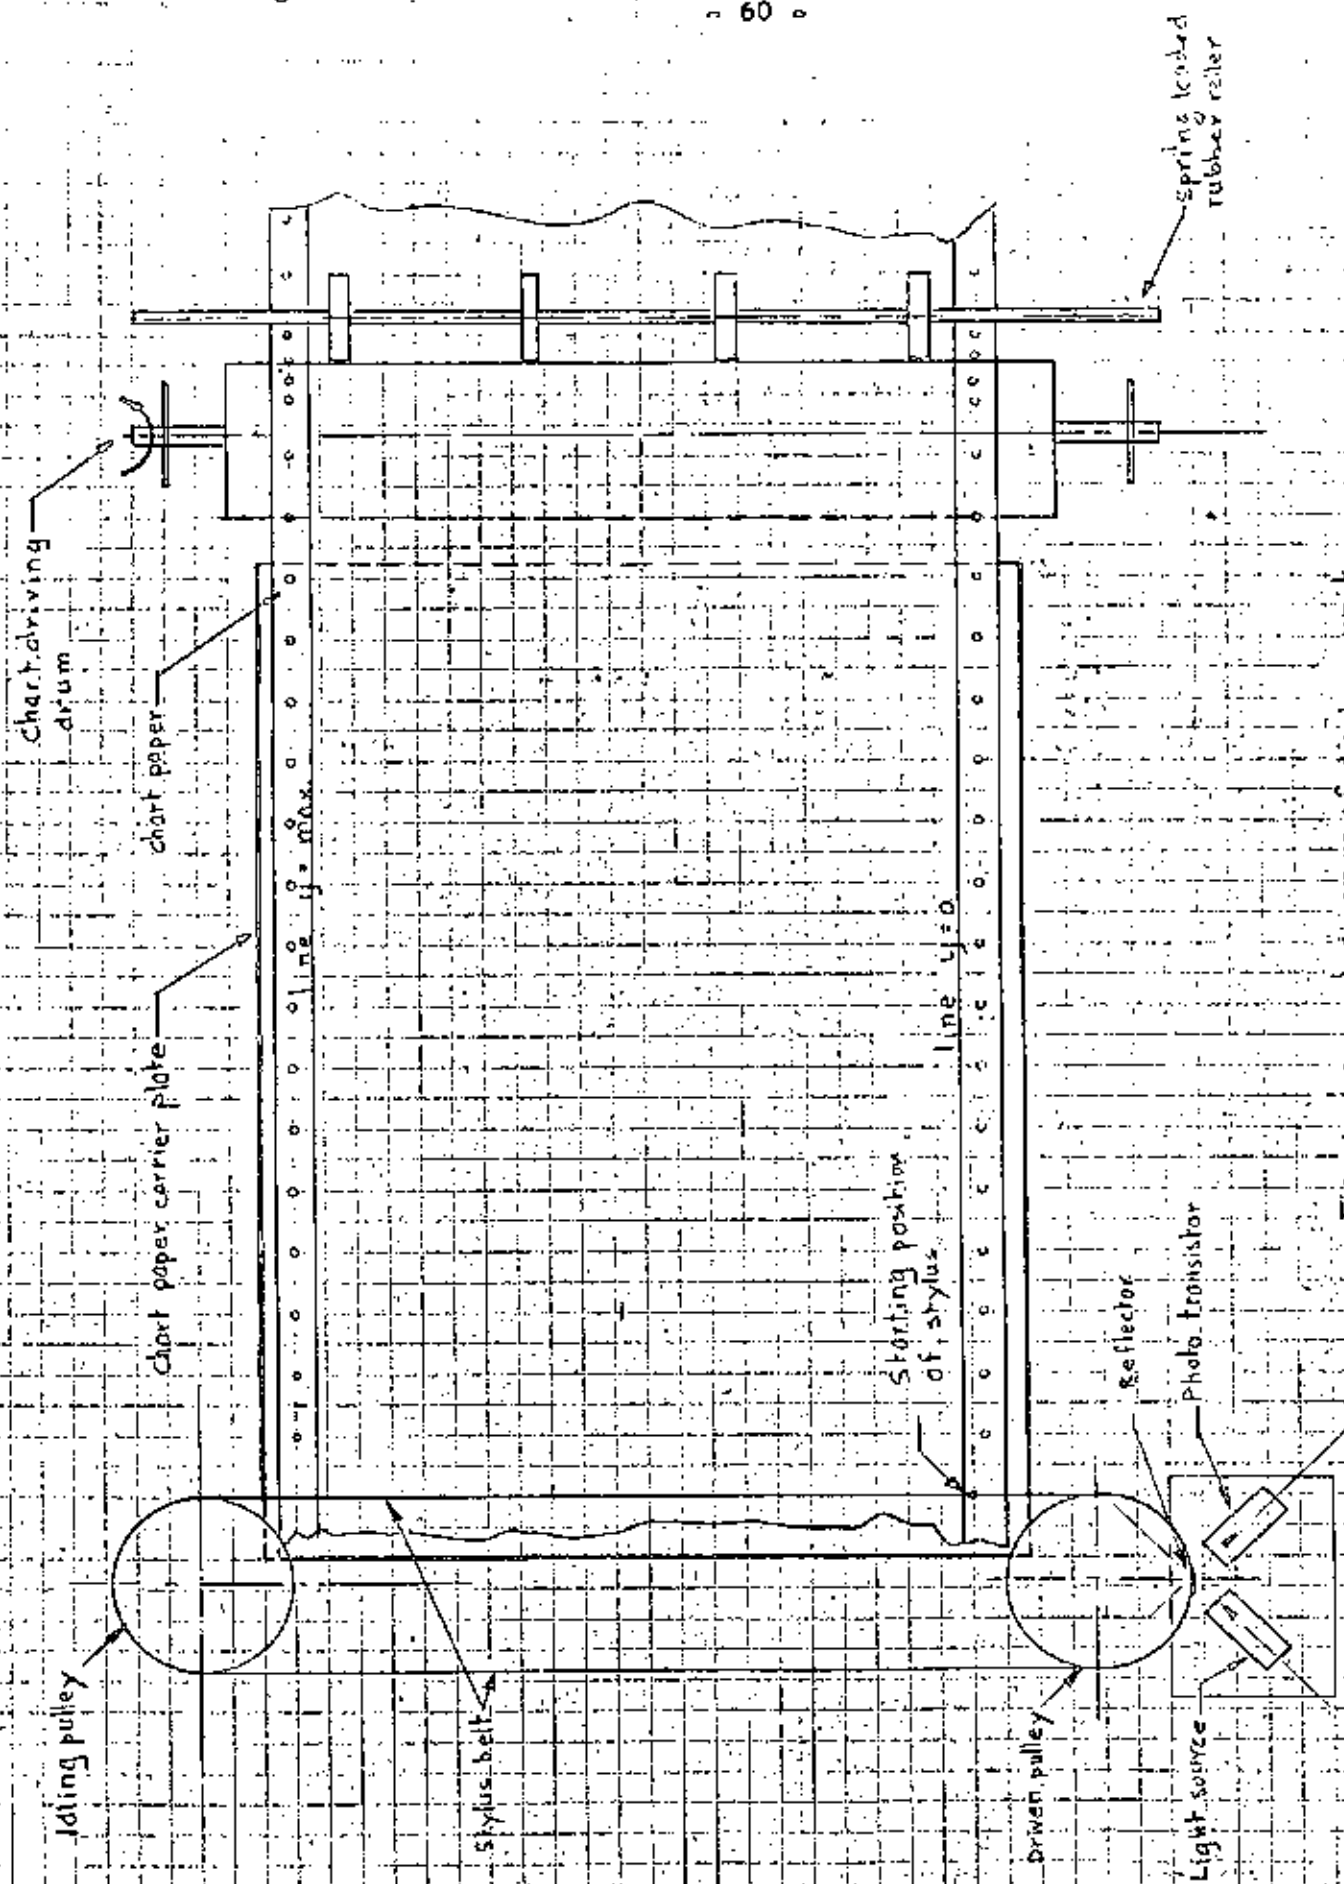 60
Spring loaded
rubber roller
Chart driving
drum
chart paper
Chart paper carrier plate
line y= max
line y=0
Starting position
of stylus
Reflector
Photo transistor
Idling pulley
Stylus belt
Driven pulley
Light source